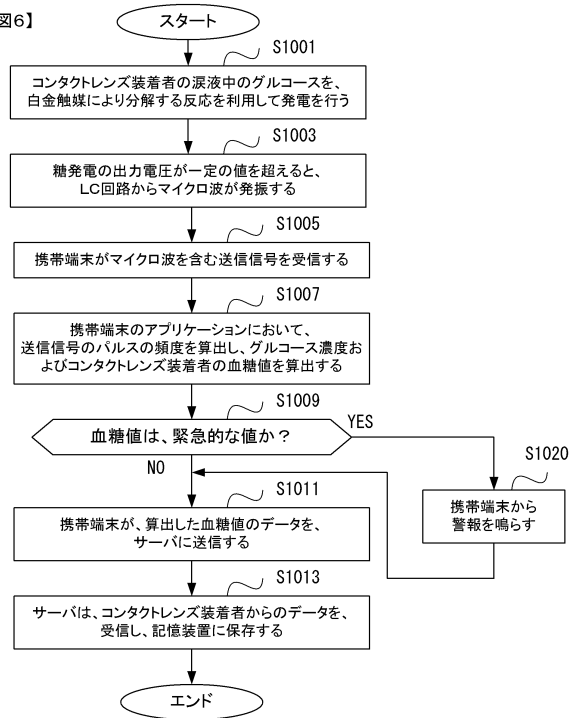 図6】
スタート
S1001
コンタクトレンズ装着者の涙液中のグルコースを、
白金触媒により分解する反応を利用して発電を行う
S1003
糖発電の出力電圧が一定の値を超えると、
LC回路からマイクロ波が発振する
S1005
携帯端末がマイクロ波を含む送信信号を受信する
S1007
携帯端末のアプリケーションにおいて、
送信信号のパルスの頻度を算出し、グルコース濃度お
よびコンタクトレンズ装着者の血糖値を算出する
S1009
血糖値は、緊急的な値か？
YES
NO
S1020
携帯端末から
警報を鳴らす
S1011
携帯端末が、算出した血糖値のデータを、
サーバに送信する
S1013
サーバは、コンタクトレンズ装着者からのデータを、
受信し、記憶装置に保存する
エンド